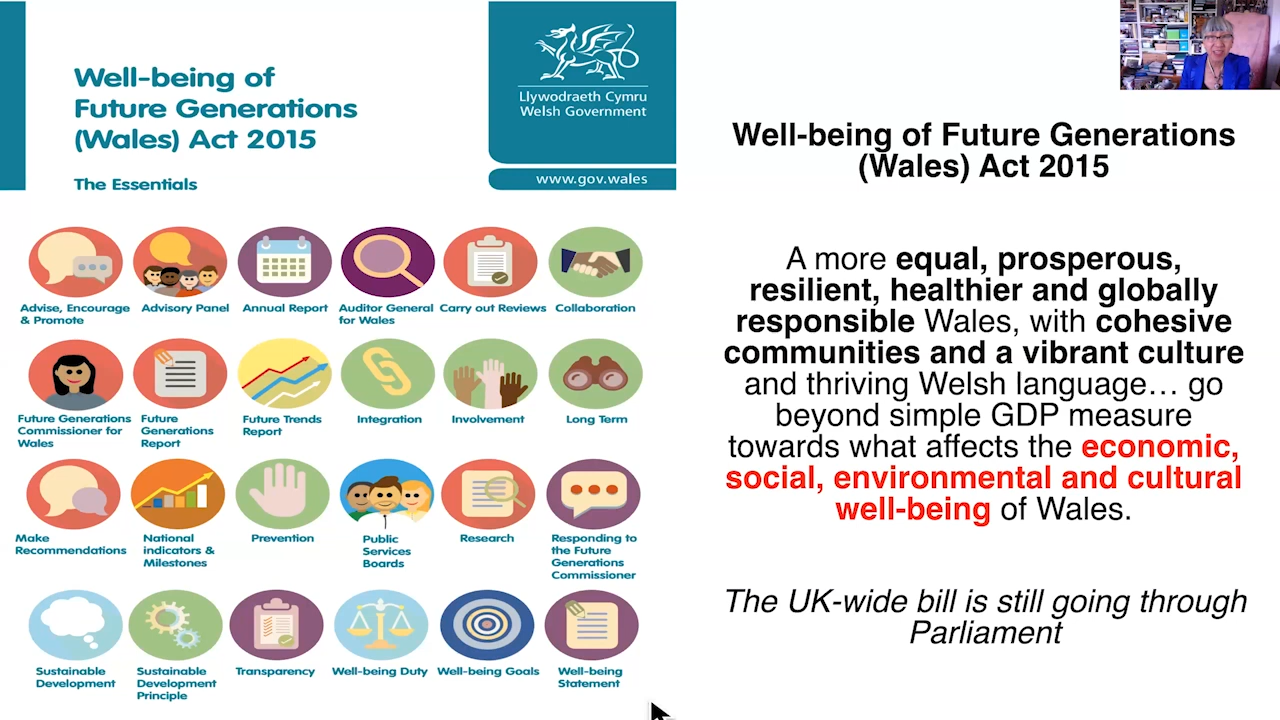 Well-being of
Future Generations
(Wales) Act 2015
The Essentials
Llywodraeth Cymru
Welsh Government
www.gov.wales
Advise, Encourage
& Promote
Advisory Panel
Annual Report
Auditor General
for Wales
Carry out Reviews
Collaboration
Future Generations
Commissioner for
Wales
Future
Generations
Report
Future Trends
Report
Integration
Involvement
Long Term
Make
Recommendations
National
indicators &
Milestones
Prevention
Public
Services
Boards
Research
Responding to
the Future
Generations
Commissioner
Sustainable
Development
Sustainable
Development
Principle
Transparency
Well-being Duty
Well-being Goals
Well-being
Statement
Well-being of Future Generations
(Wales) Act 2015
A more equal, prosperous,
resilient, healthier and globally
responsible Wales, with cohesive
communities and a vibrant culture
and thriving Welsh language… go
beyond simple GDP measure
towards what affects the economic,
social, environmental and cultural
well-being of Wales.
The UK-wide bill is still going through
Parliament